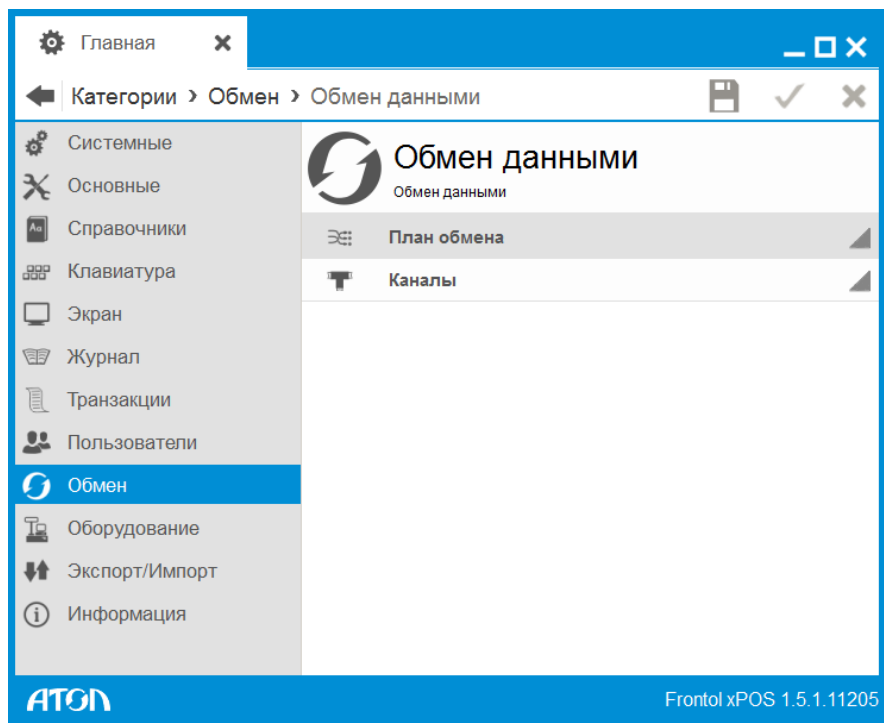 Главная
Категории › Обмен › Обмен данными
Системные
Основные
Справочники
Клавиатура
Экран
Журнал
Транзакции
Пользователи
Обмен
Оборудование
Экспорт/Импорт
Информация
Обмен данными
Обмен данными
План обмена
Каналы
ATOL
Frontol xPOS 1.5.1.11205